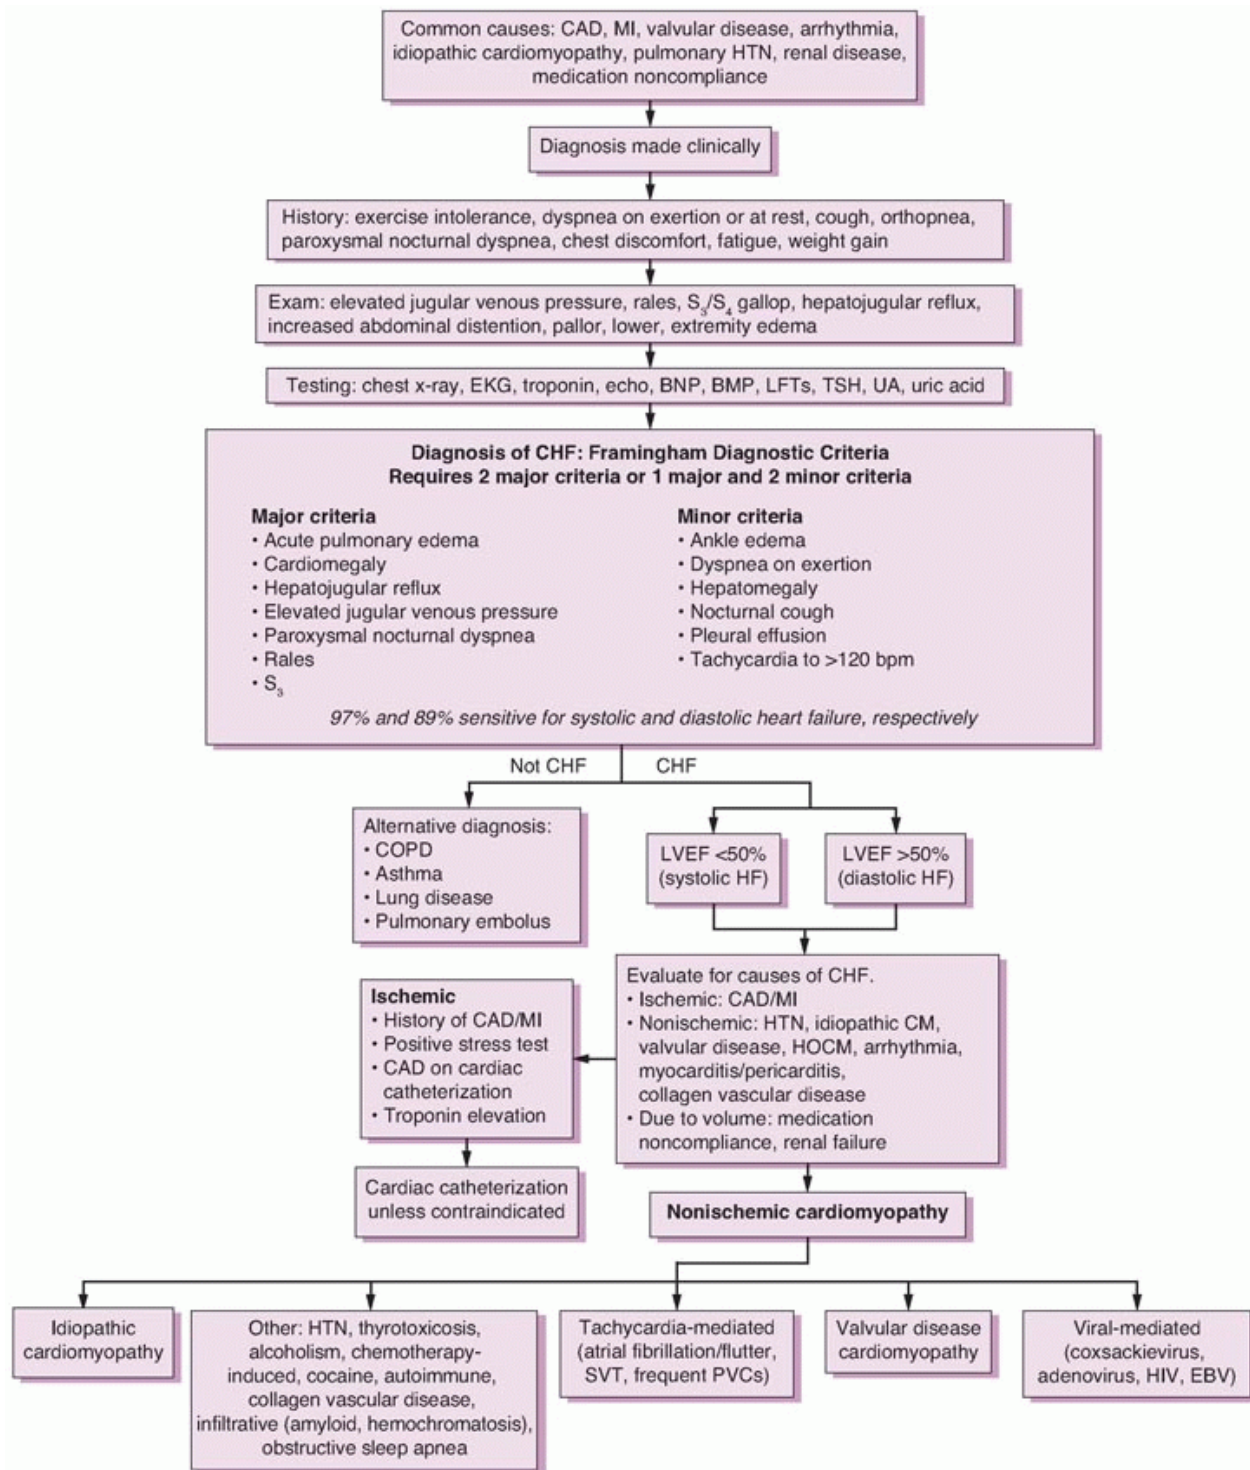 Common causes: CAD, MI, valvular disease, arrhythmia,
idiopathic cardiomyopathy, pulmonary HTN, renal disease,
medication noncompliance
Diagnosis made clinically
History: exercise intolerance, dyspnea on exertion or at rest, cough, orthopnea,
paroxysmal nocturnal dyspnea, chest discomfort, fatigue, weight gain
Exam: elevated jugular venous pressure, rales, S₃/S₄ gallop, hepatojugular reflux,
increased abdominal distention, pallor, lower, extremity edema
Testing: chest x-ray, EKG, troponin, echo, BNP, BMP, LFTs, TSH, UA, uric acid
Diagnosis of CHF: Framingham Diagnostic Criteria
Requires 2 major criteria or 1 major and 2 minor criteria
Major criteria
• Acute pulmonary edema
• Cardiomegaly
• Hepatojugular reflux
• Elevated jugular venous pressure
• Paroxysmal nocturnal dyspnea
• Rales
• S₃
Minor criteria
• Ankle edema
• Dyspnea on exertion
• Hepatomegaly
• Nocturnal cough
• Pleural effusion
• Tachycardia to >120 bpm
97% and 89% sensitive for systolic and diastolic heart failure, respectively
Not CHF
CHF
Alternative diagnosis:
• COPD
• Asthma
• Lung disease
• Pulmonary embolus
LVEF <50%
(systolic HF)
LVEF >50%
(diastolic HF)
Evaluate for causes of CHF.
• Ischemic: CAD/MI
• Nonischemic: HTN, idiopathic CM,
valvular disease, HOCM, arrhythmia,
myocarditis/pericarditis,
collagen vascular disease
• Due to volume: medication
noncompliance, renal failure
Ischemic
• History of CAD/MI
• Positive stress test
• CAD on cardiac
catheterization
• Troponin elevation
Cardiac catheterization
unless contraindicated
Nonischemic cardiomyopathy
Idiopathic
cardiomyopathy
Other: HTN, thyrotoxicosis,
alcoholism, chemotherapy-
induced, cocaine, autoimmune,
collagen vascular disease,
infiltrative (amyloid, hemochromatosis),
obstructive sleep apnea
Tachycardia-mediated
(atrial fibrillation/flutter,
SVT, frequent PVCs)
Valvular disease
cardiomyopathy
Viral-mediated
(coxsackievirus,
adenovirus, HIV, EBV)